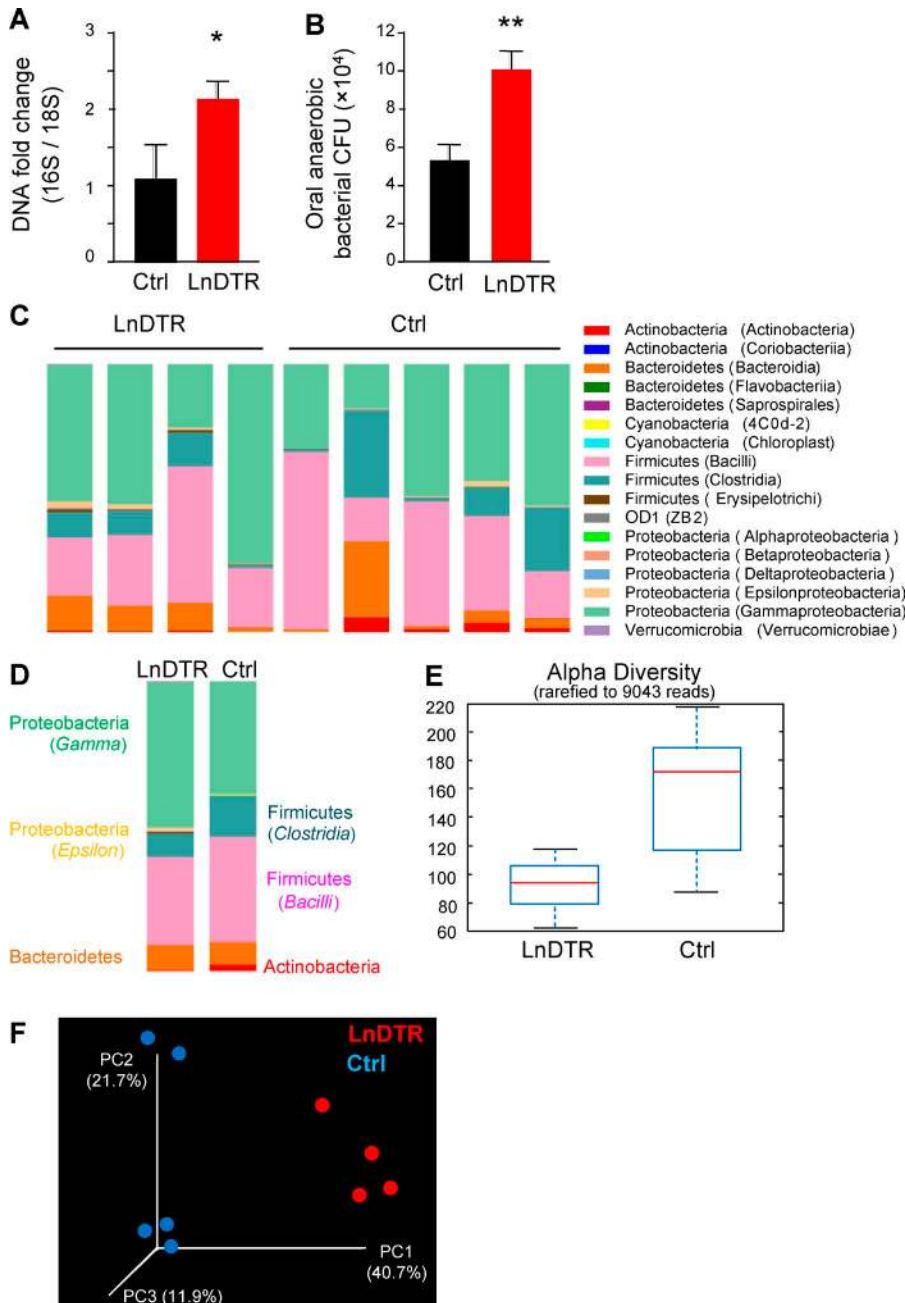 A
DNA fold change
(16S / 18S)
3
2
1
0
*
Ctrl
LnDTR
B
Oral anaerobic
bacterial CFU (×10⁴)
12
10
8
6
4
2
0
**
Ctrl
LnDTR
C
LnDTR
Ctrl
Actinobacteria (Actinobacteria)
Actinobacteria (Coriobacteriia)
Bacteroidetes (Bacteroidia)
Bacteroidetes (Flavobacteriia)
Bacteroidetes (Saprospirales)
Cyanobacteria (4C0d-2)
Cyanobacteria (Chloroplast)
Firmicutes (Bacilli)
Firmicutes (Clostridia)
Firmicutes ( Erysipelotrichi)
OD1 (ZB2)
Proteobacteria ( Alphaproteobacteria )
Proteobacteria ( Betaproteobacteria )
Proteobacteria ( Deltaproteobacteria )
Proteobacteria ( Epsilonproteobacteria)
Proteobacteria (Gammaproteobacteria)
Verrucomicrobia (Verrucomicrobiae)
D
LnDTR
Ctrl
Proteobacteria
(Gamma)
Proteobacteria
(Epsilon)
Bacteroidetes
Firmicutes
(Clostridia)
Firmicutes
(Bacilli)
Actinobacteria
E
Alpha Diversity
(rarefied to 9043 reads)
220
200
180
160
140
120
100
80
60
LnDTR
Ctrl
F
LnDTR
Ctrl
PC2
(21.7%)
PC1
(40.7%)
PC3 (11.9%)